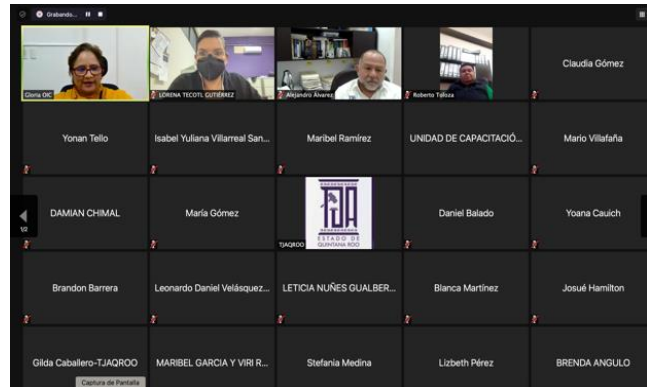 Grabando...
Gloria OIC
LORENA TECOTL GUTIÉRREZ
Alejandro Alvarez
Roberto Toloza
Claudia Gómez
Yonan Tello
Isabel Yuliana Villarreal San...
Maribel Ramírez
UNIDAD DE CAPACITACIÓ...
Mario Villafaña
1/2
DAMIAN CHIMAL
María Gómez
TJA
ESTADO DE
QUINTANA ROO
TJAQROO
Daniel Balado
Yoana Cauich
Brandon Barrera
Leonardo Daniel Velásquez...
LETICIA NUÑES GUALBER...
Blanca Martínez
Josué Hamilton
Gilda Caballero-TJAQROO
MARIBEL GARCIA Y VIRI R...
Stefania Medina
Lizbeth Pérez
BRENDA ANGULO
Captura de Pantalla